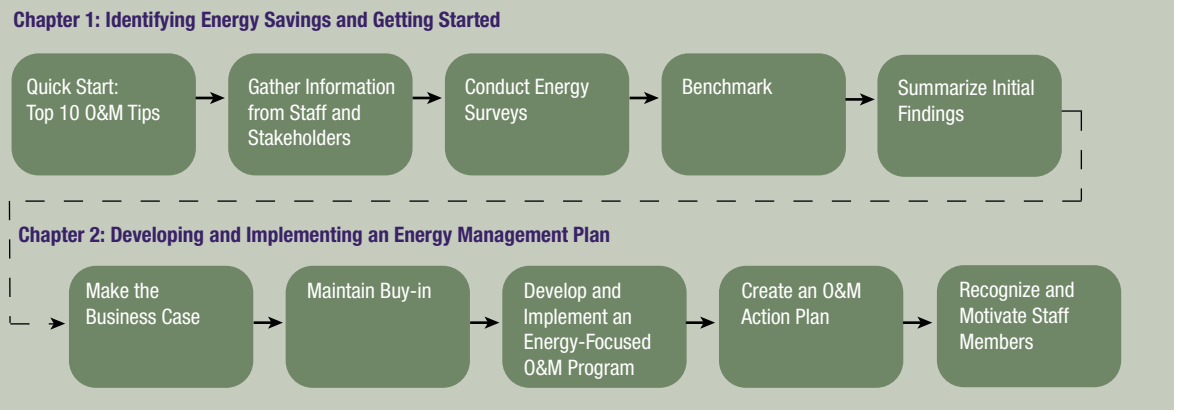 Chapter 1: Identifying Energy Savings and Getting Started
Quick Start:
Top 10 O&M Tips
Gather Information
from Staff and
Stakeholders
Conduct Energy
Surveys
Benchmark
Summarize Initial
Findings
Chapter 2: Developing and Implementing an Energy Management Plan
Make the
Business Case
Maintain Buy-in
Develop and
Implement an
Energy-Focused
O&M Program
Create an O&M
Action Plan
Recognize and
Motivate Staff
Members